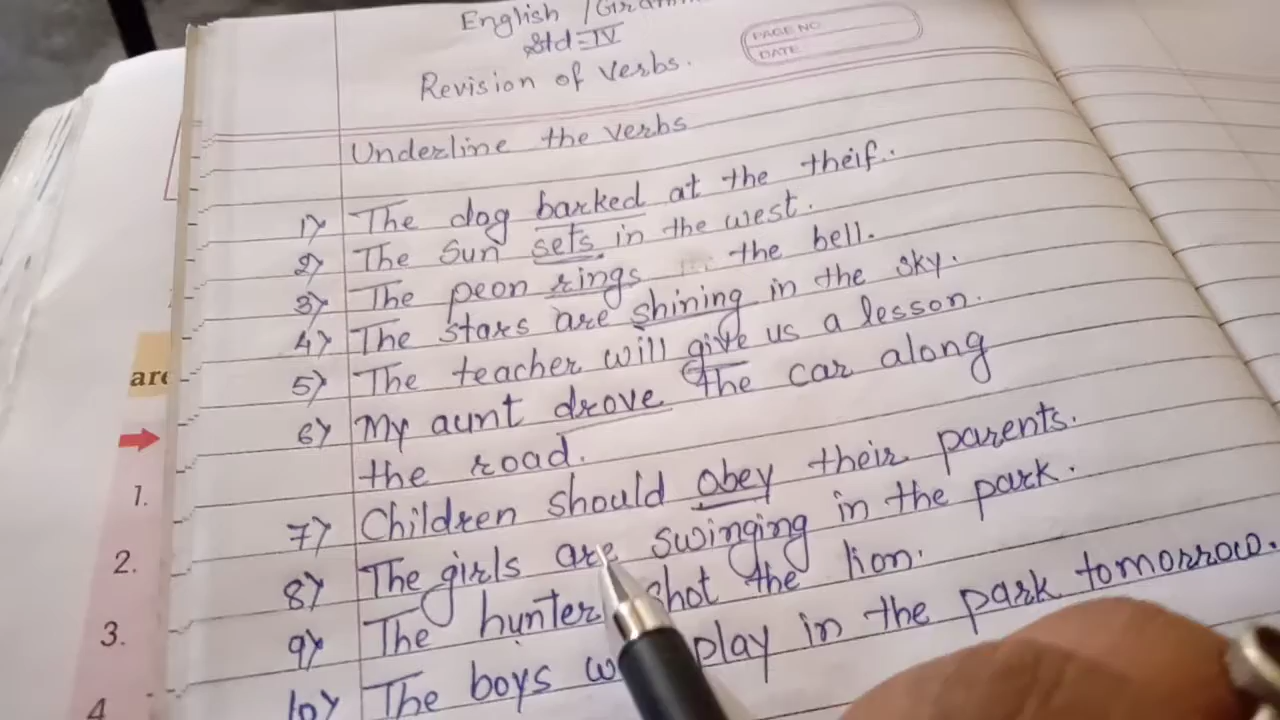 English /Gram
Std=IV
PAGE NO
DATE
Revision of Verbs.
Underline the verbs
1) The dog barked at the theif.
2) The Sun sets in the west.
3) The peon rings the bell.
4) The stars are shining in the sky.
5) The teacher will give us a lesson.
6) My aunt drove the car along
the road.
7) Children should obey their parents.
8) The girls are swinging in the park.
9) The hunter shot the lion.
10) The boys play in the park tomorrow.
are
1.
2.
3.
4